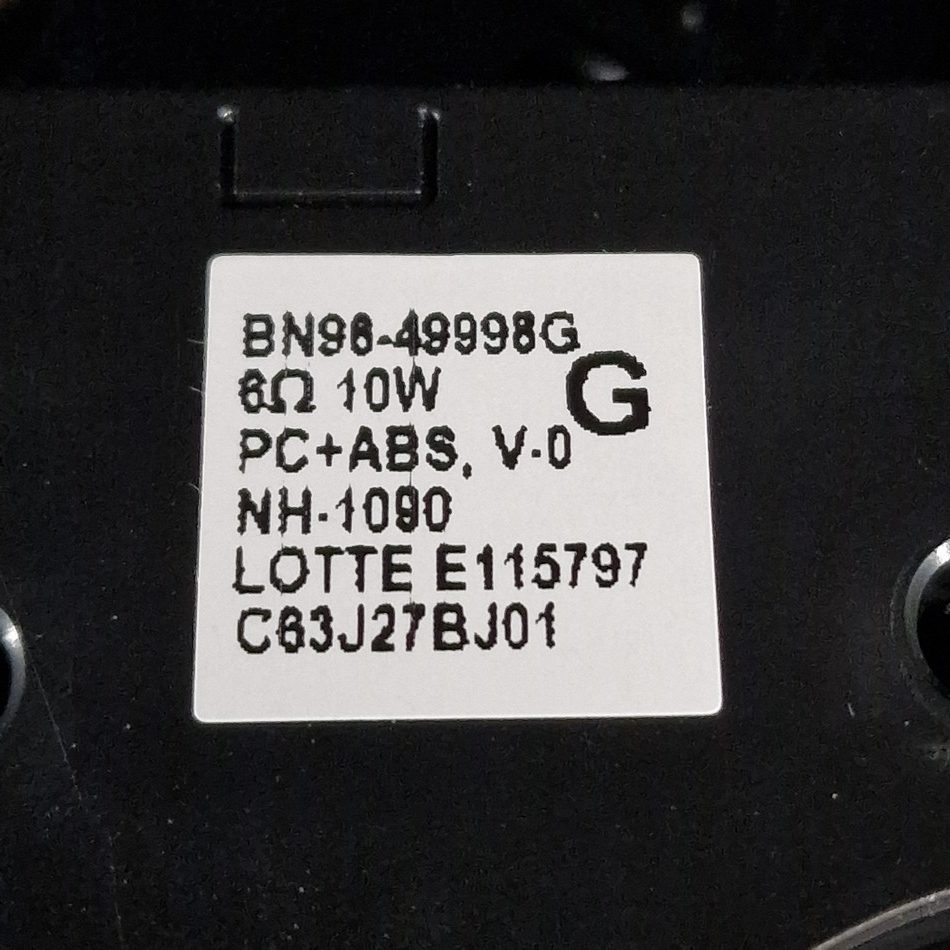 BN96-49998G
6Ω 10W
G
PC+ABS, V-0
NH-1090
LOTTE E115797
C63J27BJ01